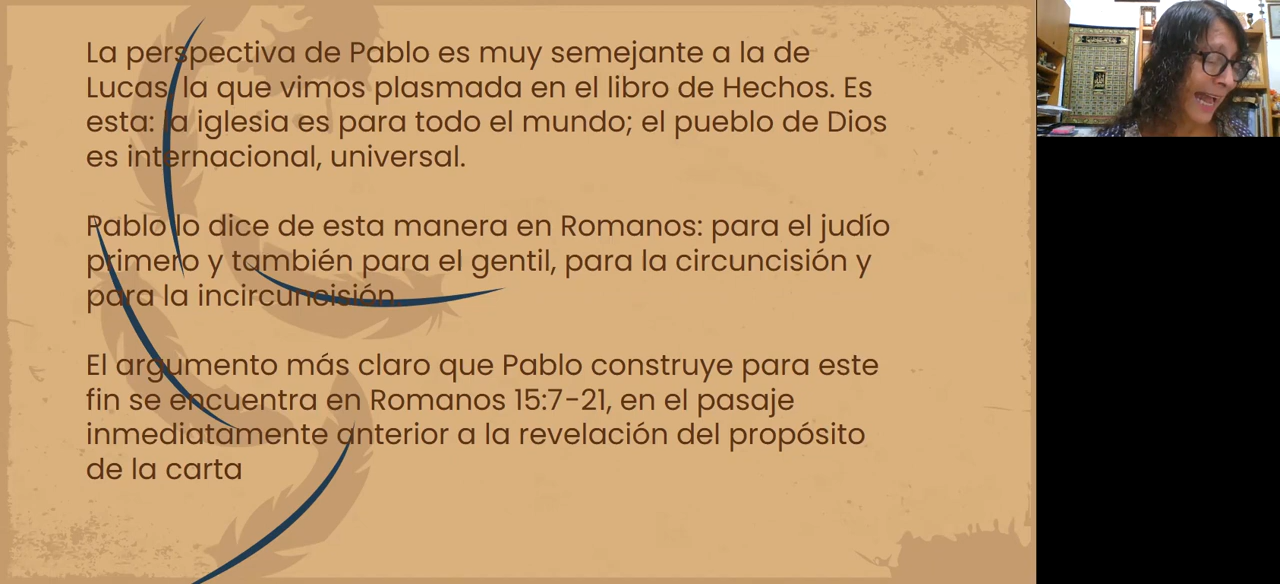 La perspectiva de Pablo es muy semejante a la de
Lucas, la que vimos plasmada en el libro de Hechos. Es
esta: la iglesia es para todo el mundo; el pueblo de Dios
es internacional, universal.
Pablo lo dice de esta manera en Romanos: para el judío
primero y también para el gentil, para la circuncisión y
para la incircuncisión.
El argumento más claro que Pablo construye para este
fin se encuentra en Romanos 15:7-21, en el pasaje
inmediatamente anterior a la revelación del propósito
de la carta